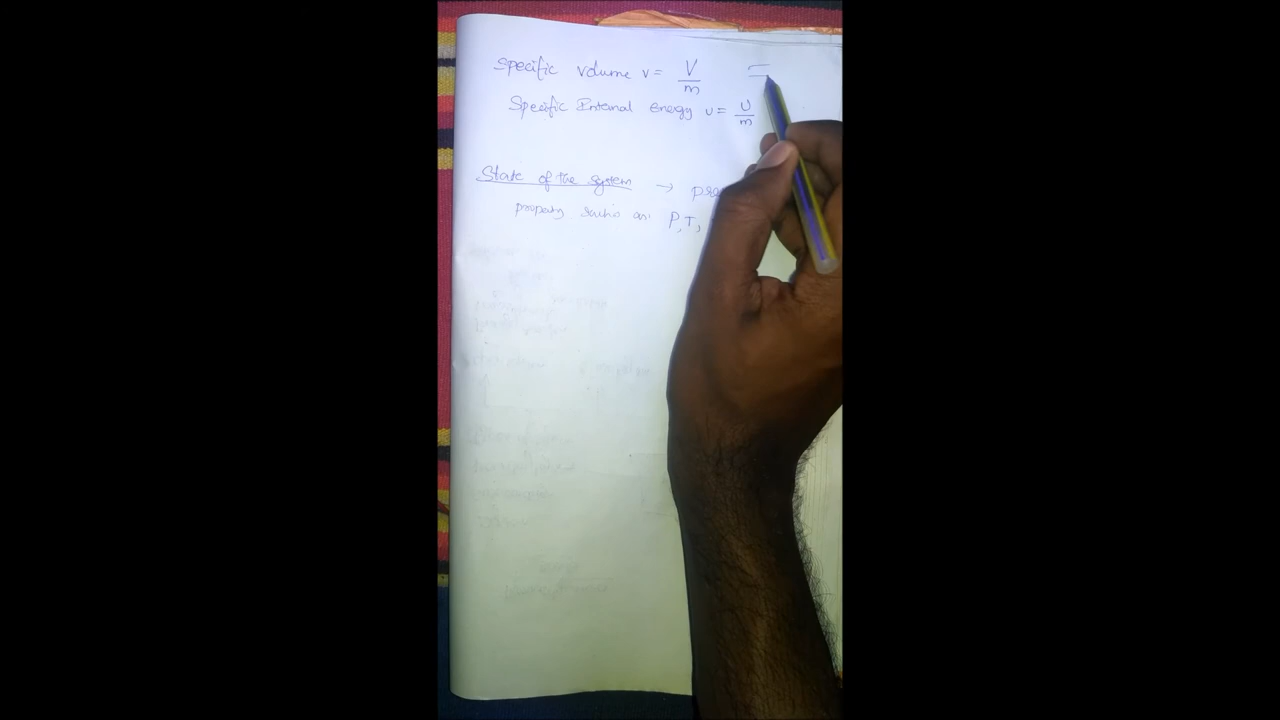 Specific volume v = V/m =
Specific Internal energy u = U/m
State of the system →
property such as P, T,